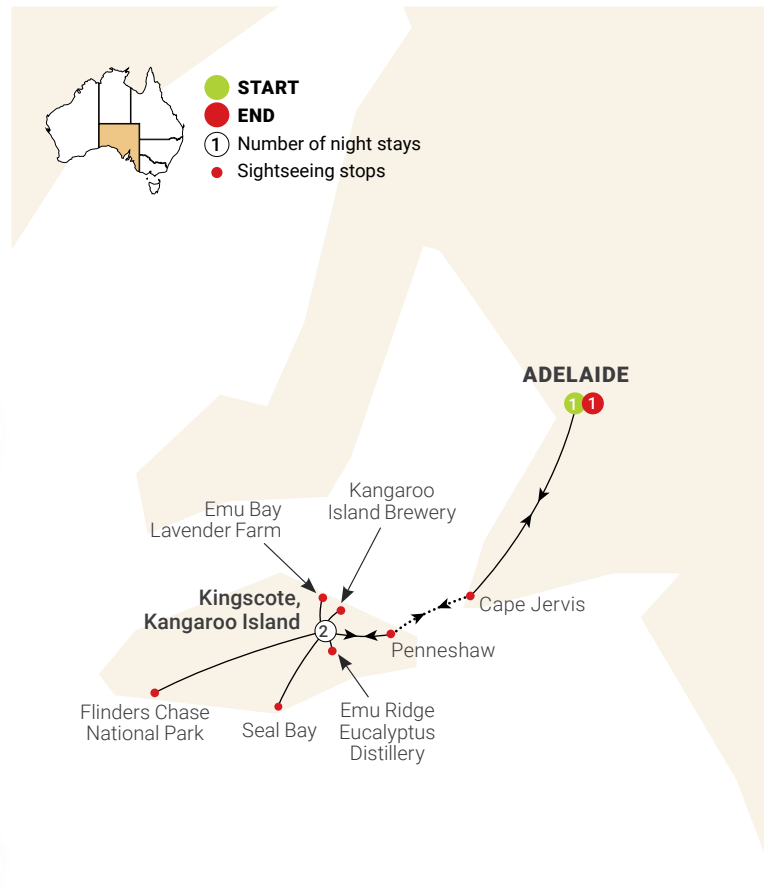 START
END
1 Number of night stays
Sightseeing stops
ADELAIDE
1 1
Kangaroo
Island Brewery
Emu Bay
Lavender Farm
Kingscote,
Kangaroo Island
2
Cape Jervis
Penneshaw
Flinders Chase
National Park
Seal Bay
Emu Ridge
Eucalyptus
Distillery